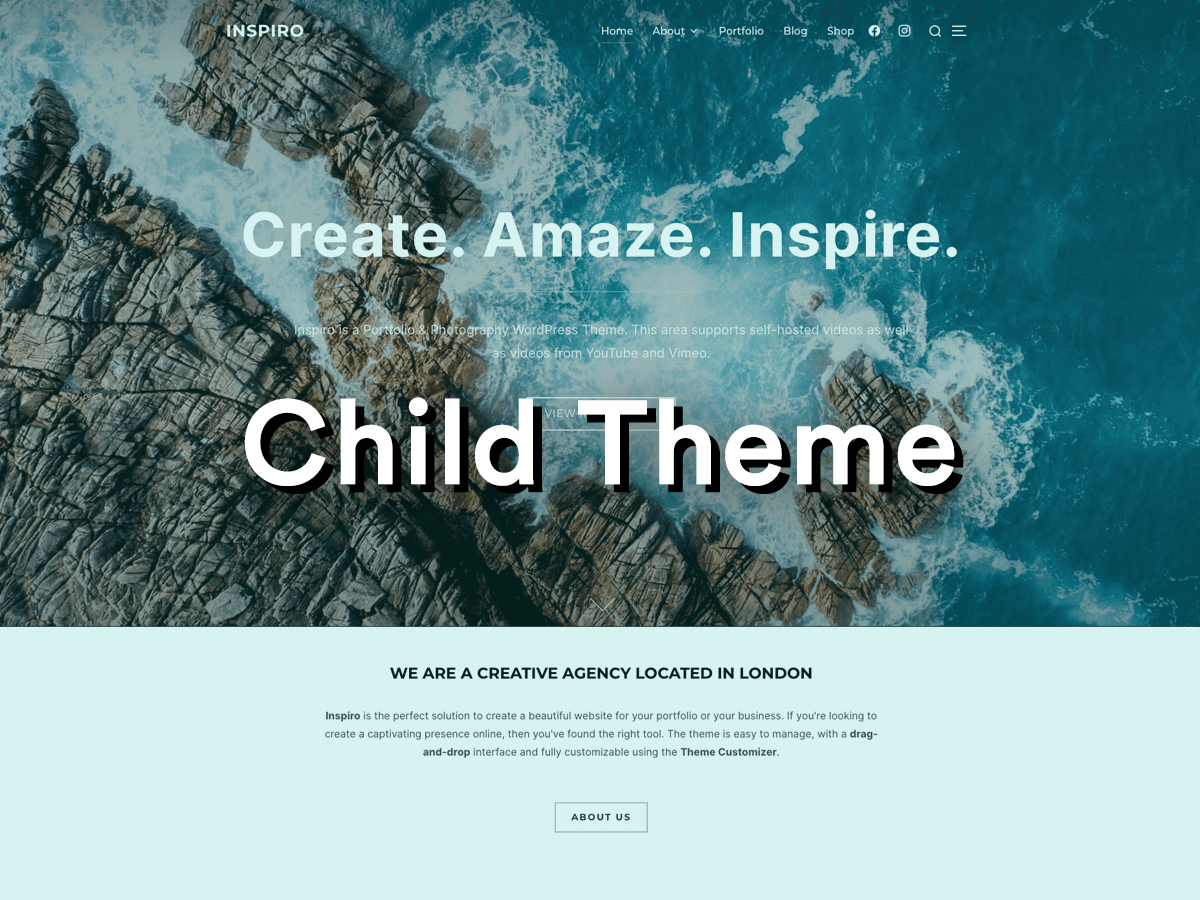 INSPIRO
Home About Portfolio Blog Shop
Create. Amaze. Inspire.
Inspiro is a Portfolio & Photography WordPress Theme. This area supports self-hosted videos as well
as videos from YouTube and Vimeo.
VIEW
Child Theme
WE ARE A CREATIVE AGENCY LOCATED IN LONDON
Inspiro is the perfect solution to create a beautiful website for your portfolio or your business. If you're looking to
create a captivating presence online, then you've found the right tool. The theme is easy to manage, with a drag-
and-drop interface and fully customizable using the Theme Customizer.
ABOUT US